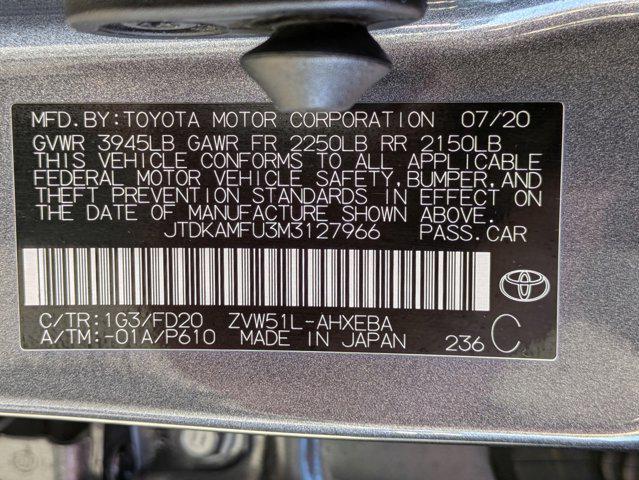 MFD.BY:TOYOTA MOTOR CORPORATION 07/20
GVWR 3945LB GAWR FR 2250LB RR 2150LB
THIS VEHICLE CONFORMS TO ALL APPLICABLE
FEDERAL MOTOR VEHICLE SAFETY,BUMPER,AND
THEFT PREVENTION STANDARDS IN EFFECT ON
THE DATE OF MANUFACTURE SHOWN ABOVE.
JTDKAMFU3M3127966 PASS.CAR
C/TR:1G3/FD20 ZVW51L-AHXEBA
A/TM:-01A/P610 MADE IN JAPAN 236 C